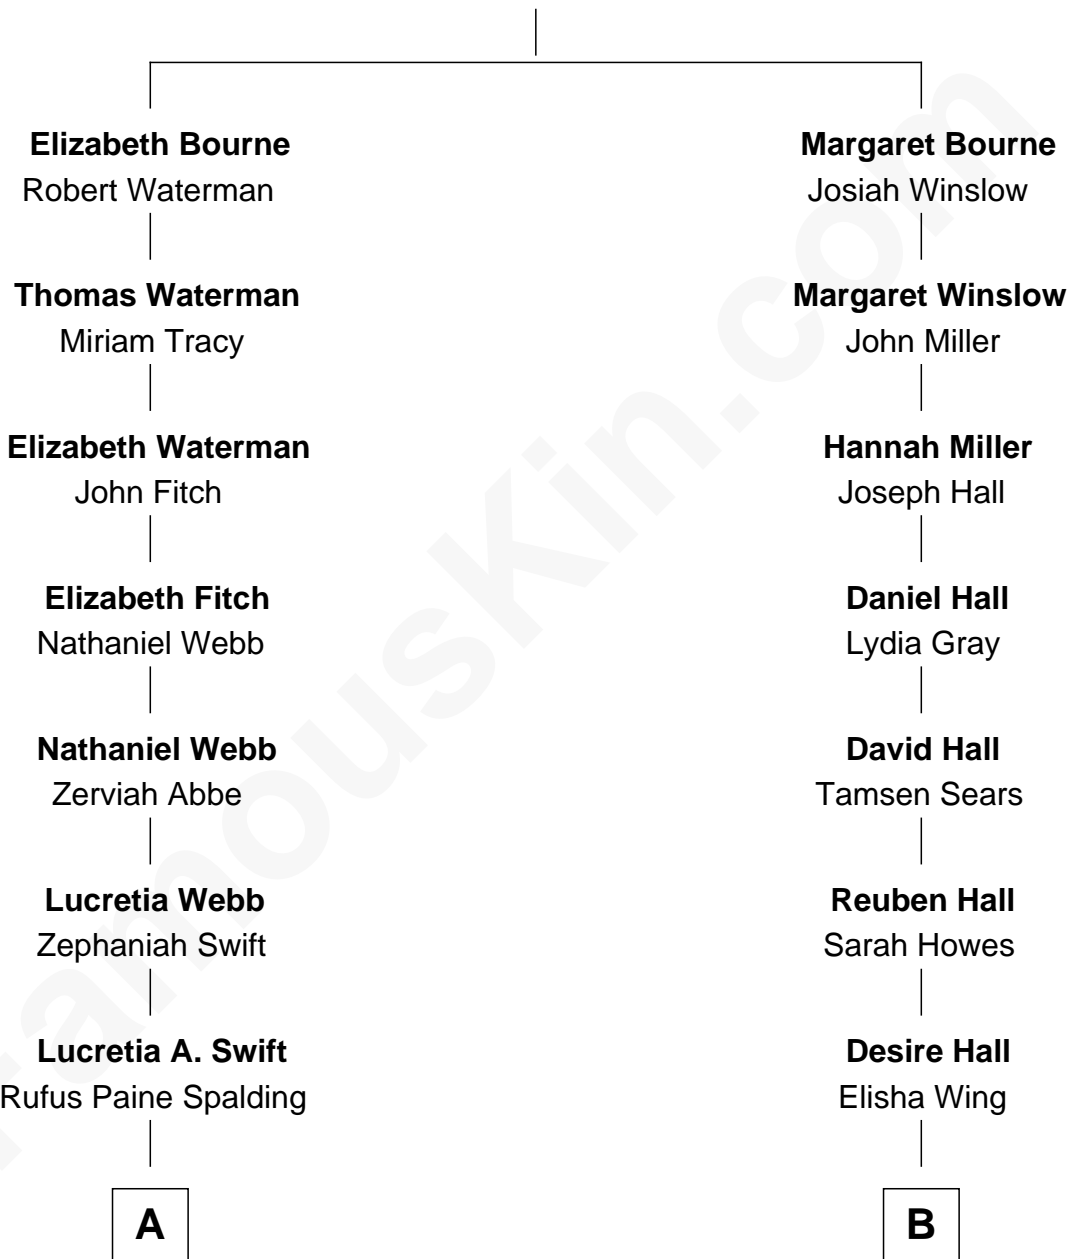 Elizabeth Bourne
Robert Waterman
Margaret Bourne
Josiah Winslow
Thomas Waterman
Miriam Tracy
Margaret Winslow
John Miller
Elizabeth Waterman
John Fitch
Hannah Miller
Joseph Hall
Elizabeth Fitch
Nathaniel Webb
Daniel Hall
Lydia Gray
Nathaniel Webb
Zerviah Abbe
David Hall
Tamsen Sears
Lucretia Webb
Zephaniah Swift
Reuben Hall
Sarah Howes
Lucretia A. Swift
Rufus Paine Spalding
Desire Hall
Elisha Wing
A
B
FamousKin.com